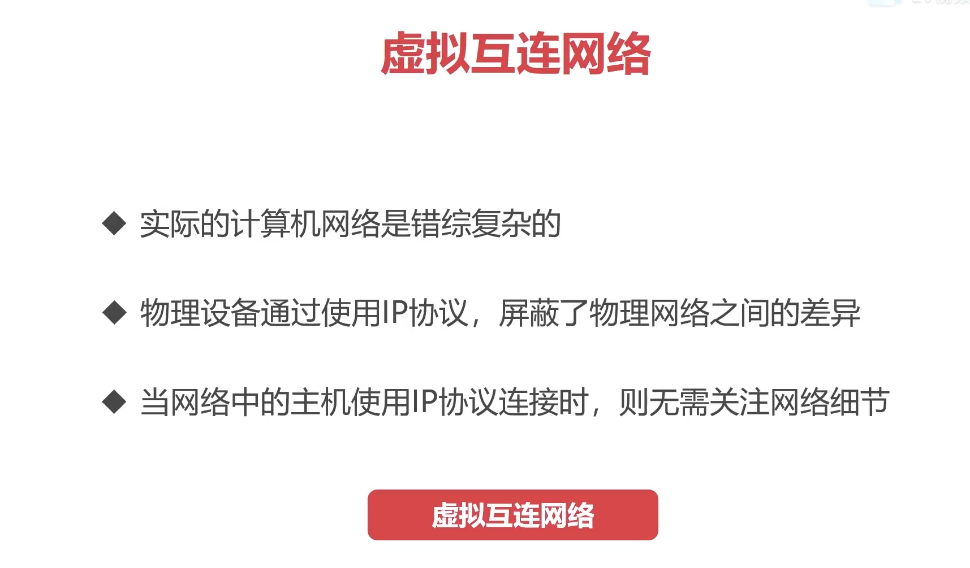 虚拟互连网络
◆ 实际的计算机网络是错综复杂的
◆ 物理设备通过使用IP协议，屏蔽了物理网络之间的差异
◆ 当网络中的主机使用IP协议连接时，则无需关注网络细节
虚拟互连网络